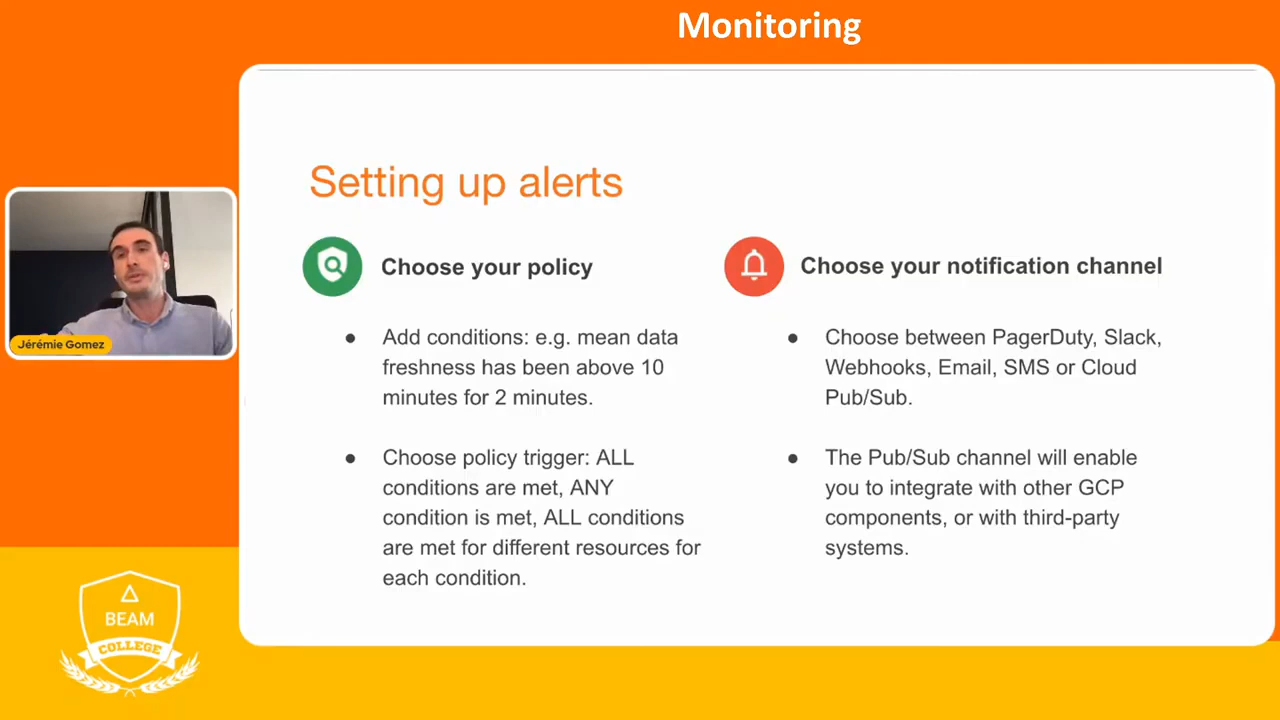 Monitoring
Setting up alerts
Choose your policy
● Add conditions: e.g. mean data
freshness has been above 10
minutes for 2 minutes.
● Choose policy trigger: ALL
conditions are met, ANY
condition is met, ALL conditions
are met for different resources for
each condition.
Choose your notification channel
● Choose between PagerDuty, Slack,
Webhooks, Email, SMS or Cloud
Pub/Sub.
● The Pub/Sub channel will enable
you to integrate with other GCP
components, or with third-party
systems.
Jérémie Gomez
BEAM
COLLEGE